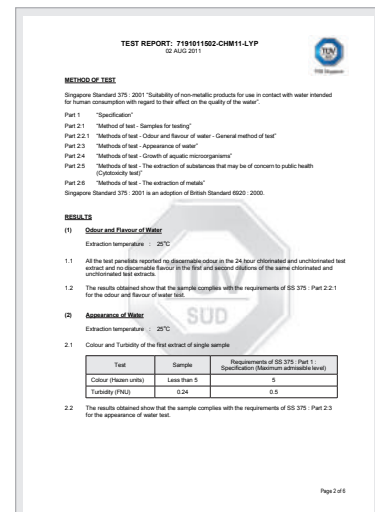 TEST REPORT: 7191011502-CHM11-LYP
02 AUG 2011
TÜV
SÜD
METHOD OF TEST
Singapore Standard 375 : 2001 "Suitability of non-metallic products for use in contact with water intended
for human consumption with regard to their effect on the quality of the water".
Part 1 "Specification"
Part 2:1 "Method of test - Samples for testing"
Part 2:2:1 "Methods of test - Odour and flavour of water - General method of test"
Part 2:3 "Methods of test - Appearance of water"
Part 2:4 "Methods of test - Growth of aquatic microorganisms"
Part 2:5 "Methods of test - The extraction of substances that may be of concern to public health
(Cytotoxicity test)"
Part 2:6 "Methods of test - The extraction of metals"
Singapore Standard 375 : 2001 is an adoption of British Standard 6920 : 2000.
RESULTS
(1) Odour and Flavour of Water
Extraction temperature : 25°C
1.1 All the test panelists reported no discernable odour in the 24 hour chlorinated and unchlorinated test
extract and no discernable flavour in the first and second dilutions of the same chlorinated and
unchlorinated test extracts.
1.2 The results obtained show that the sample complies with the requirements of SS 375 : Part 2:2:1
for the odour and flavour of water test.
(2) Appearance of Water
Extraction temperature : 25°C
SUD
2.1 Colour and Turbidity of the first extract of single sample
Test Sample Requirements of SS 375 : Part 1 :
Specification (Maximum admissible level)
Colour (Hazen units) Less than 5 5
Turbidity (FNU) 0.24 0.5
2.2 The results obtained show that the sample complies with the requirements of SS 375 : Part 2:3
for the appearance of water test.
Page 2 of 6